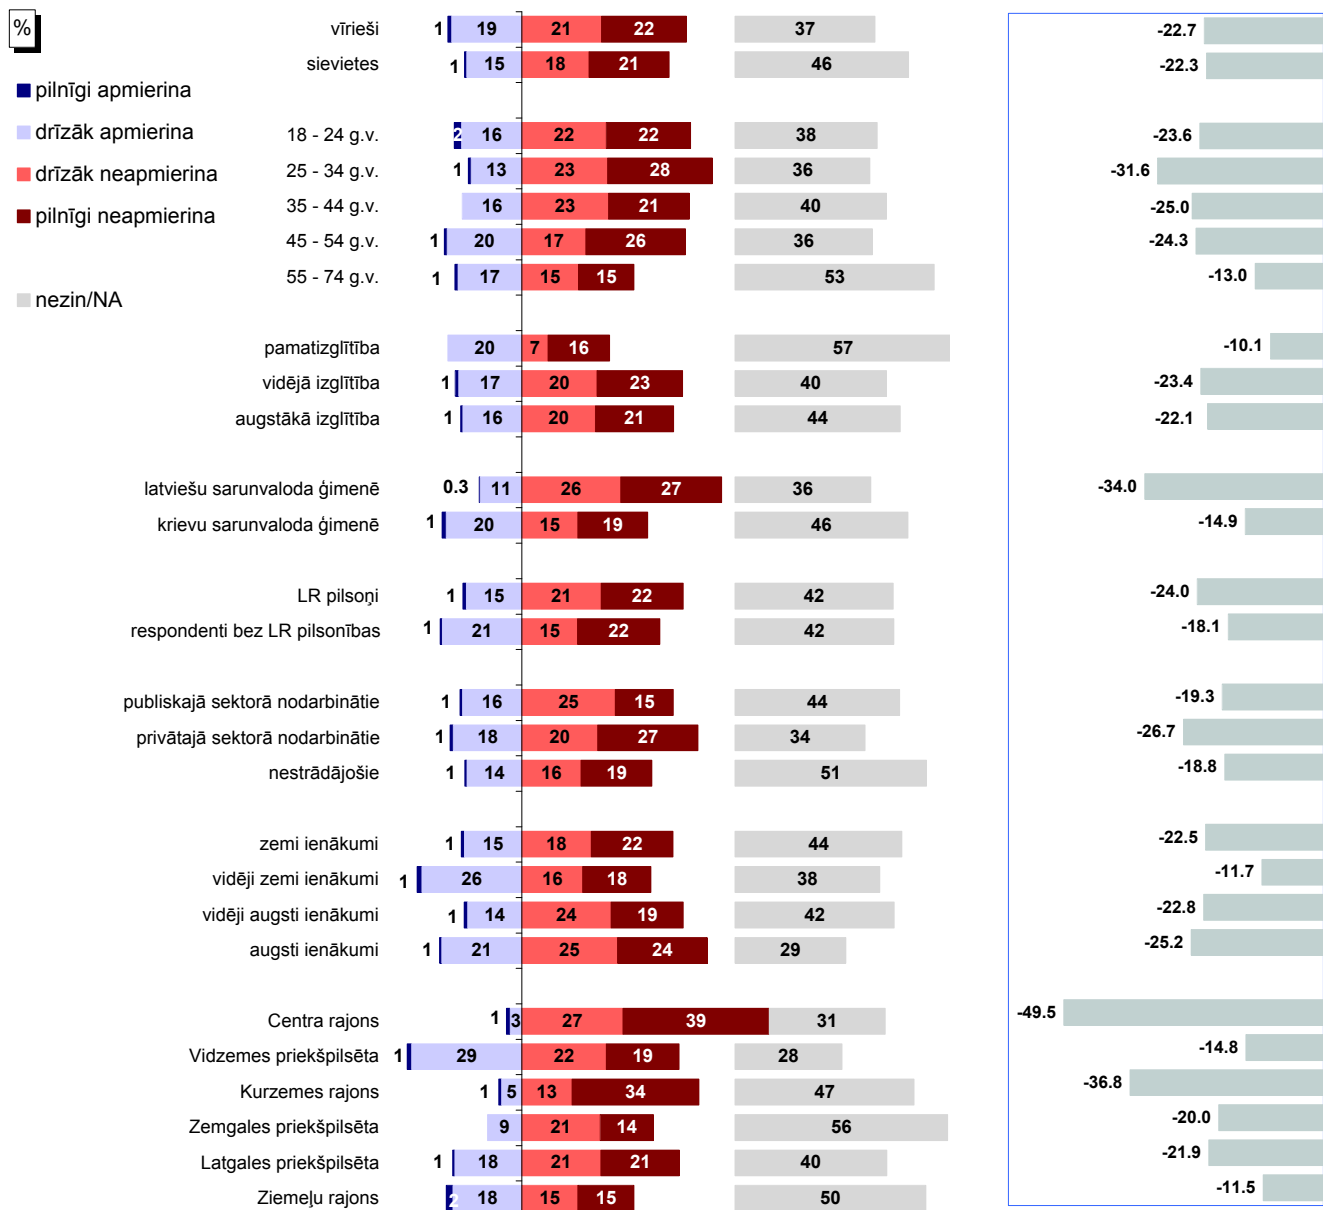 %
pilnīgi apmierina
drīzāk apmierina
drīzāk neapmierina
pilnīgi neapmierina
nezin/NA
vīrieši 1 19 21 22 37 -22.7
sievietes 1 15 18 21 46 -22.3
18 - 24 g.v. 2 16 22 22 38 -23.6
25 - 34 g.v. 1 13 23 28 36 -31.6
35 - 44 g.v. 16 23 21 40 -25.0
45 - 54 g.v. 1 20 17 26 36 -24.3
55 - 74 g.v. 1 17 15 15 53 -13.0
pamatizglītība 20 7 16 57 -10.1
vidējā izglītība 1 17 20 23 40 -23.4
augstākā izglītība 1 16 20 21 44 -22.1
latviešu sarunvaloda ģimenē 0.3 11 26 27 36 -34.0
krievu sarunvaloda ģimenē 1 20 15 19 46 -14.9
LR pilsoņi 1 15 21 22 42 -24.0
respondenti bez LR pilsonības 1 21 15 22 42 -18.1
publiskajā sektorā nodarbinātie 1 16 25 15 44 -19.3
privātajā sektorā nodarbinātie 1 18 20 27 34 -26.7
nestrādājošie 1 14 16 19 51 -18.8
zemi ienākumi 1 15 18 22 44 -22.5
vidēji zemi ienākumi 1 26 16 18 38 -11.7
vidēji augsti ienākumi 1 14 24 19 42 -22.8
augsti ienākumi 1 21 25 24 29 -25.2
Centra rajons 1 3 27 39 31 -49.5
Vidzemes priekšpilsēta 1 29 22 19 28 -14.8
Kurzemes rajons 1 5 13 34 47 -36.8
Zemgales priekšpilsēta 9 21 14 56 -20.0
Latgales priekšpilsēta 1 18 21 21 40 -21.9
Ziemeļu rajons 2 18 15 15 50 -11.5